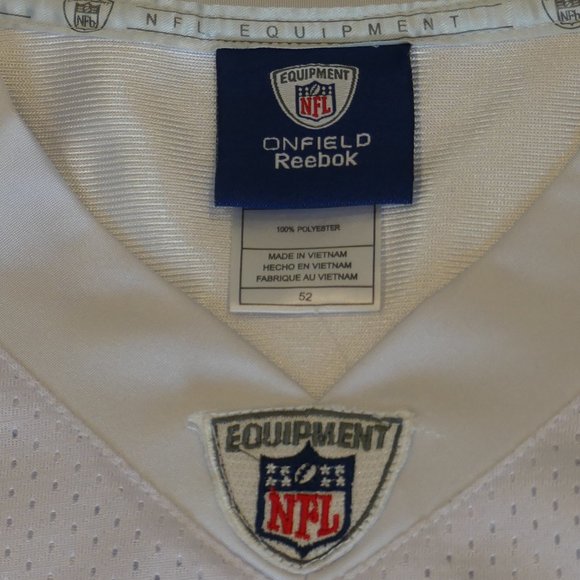 NFL EQUIPMENT
EQUIPMENT
NFL
ONFIELD
Reebok
100% POLYESTER
MADE IN VIETNAM
HECHO EN VIETNAM
FABRIQUE AU VIETNAM
52
EQUIPMENT
NFL